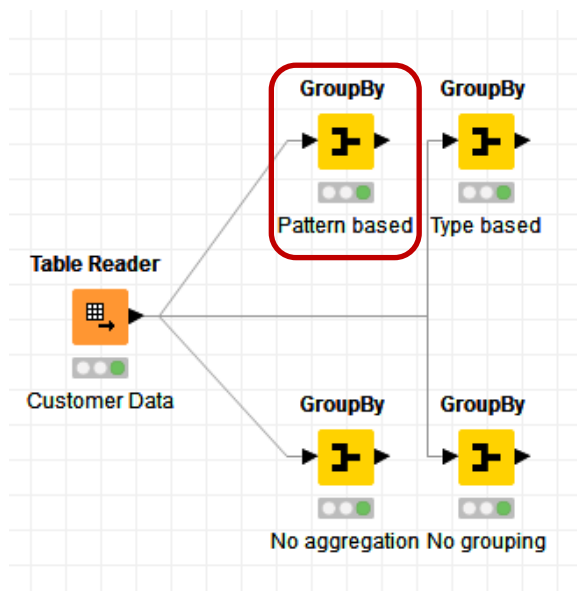 GroupBy
GroupBy
Pattern based
Type based
Table Reader
Customer Data
GroupBy
GroupBy
No aggregation
No grouping